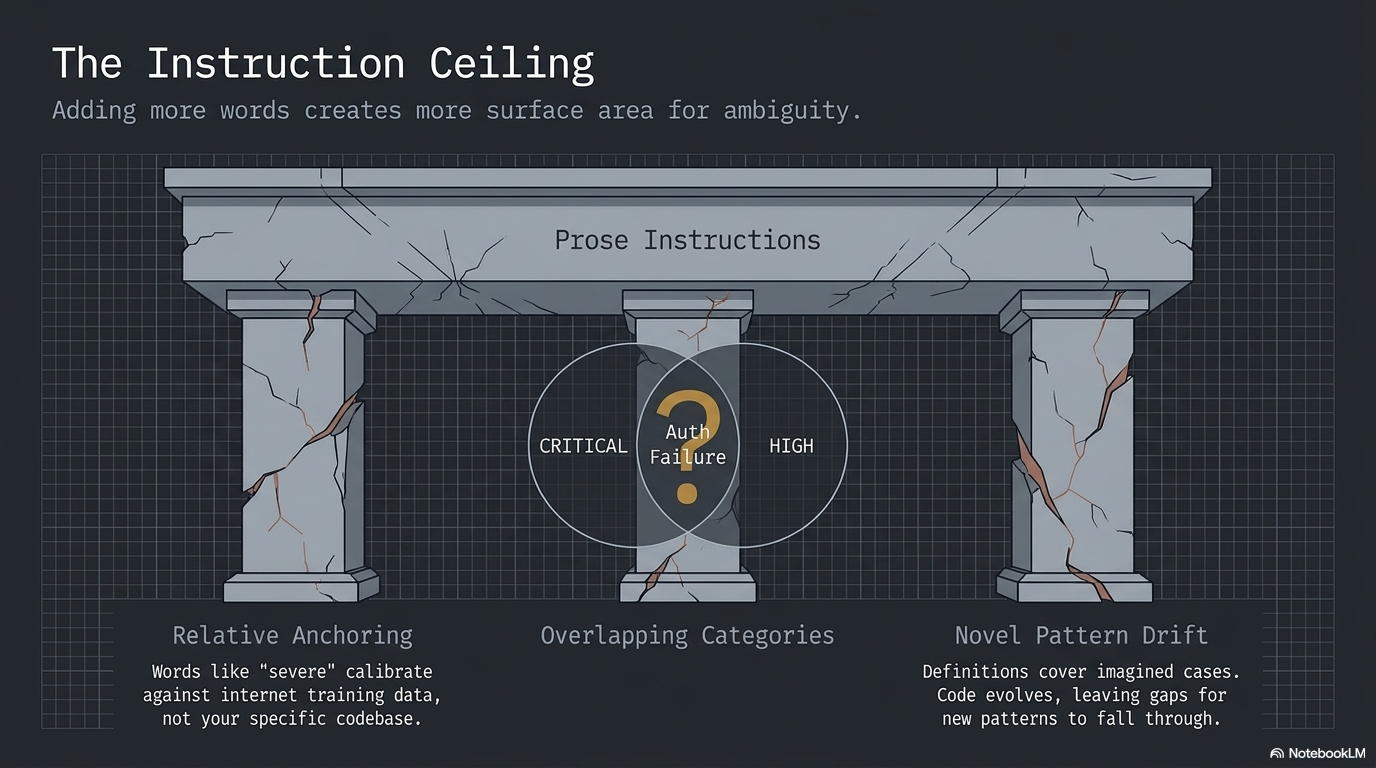 The Instruction Ceiling
Adding more words creates more surface area for ambiguity.
Prose Instructions
CRITICAL
Auth
Failure
?
HIGH
Relative Anchoring
Words like "severe" calibrate
against internet training data,
not your specific codebase.
Overlapping Categories
Novel Pattern Drift
Definitions cover imagined cases.
Code evolves, leaving gaps for
new patterns to fall through.
NotebookLM